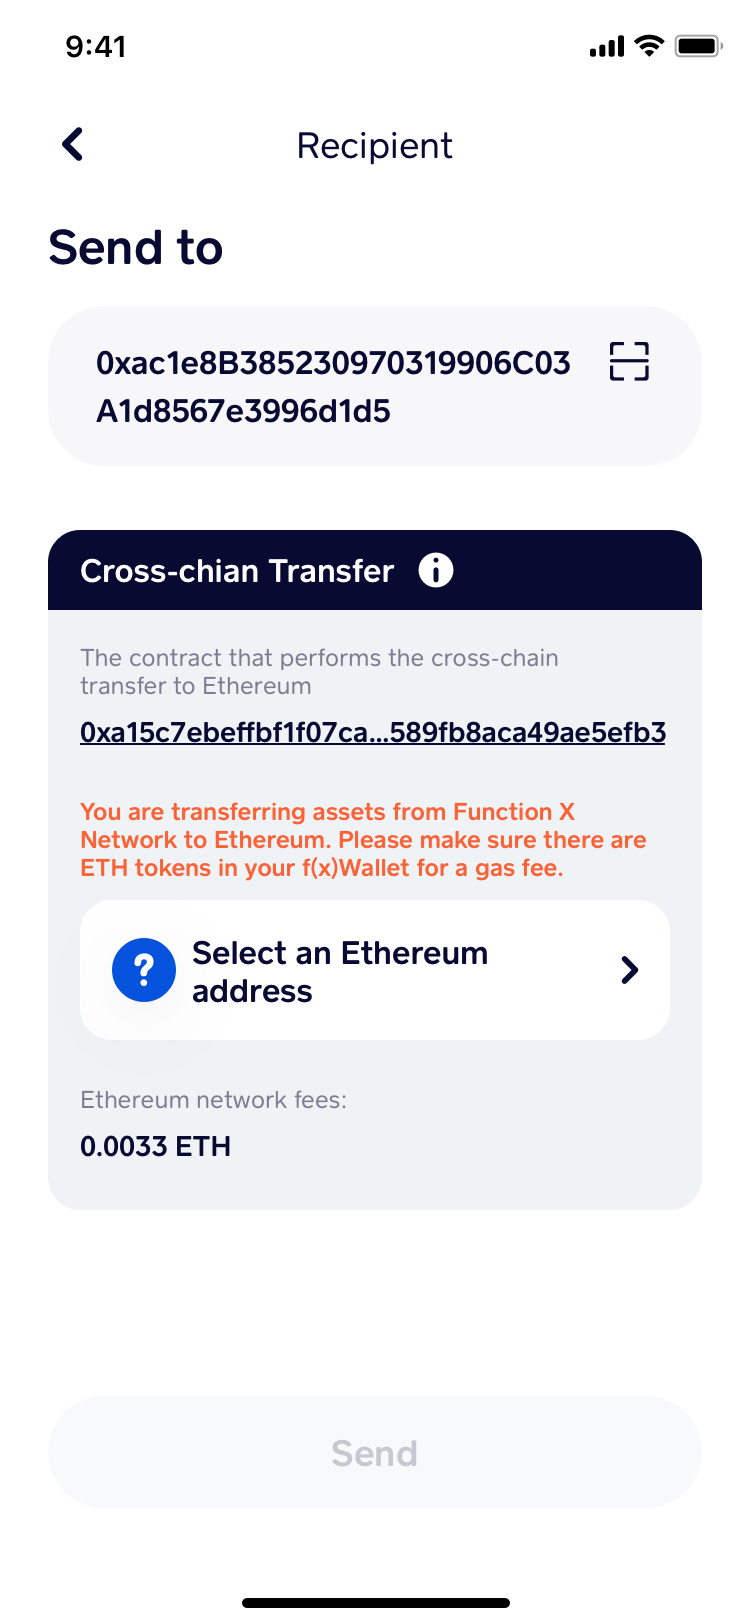 9:41
Recipient
Send to
0xac1e8B385230970319906C03
A1d8567e3996d1d5
Cross-chian Transfer
The contract that performs the cross-chain
transfer to Ethereum
0xa15c7ebeffbf1f07ca...589fb8aca49ae5efb3
You are transferring assets from Function X
Network to Ethereum. Please make sure there are
ETH tokens in your f(x)Wallet for a gas fee.
?
Select an Ethereum
address
Ethereum network fees:
0.0033 ETH
Send